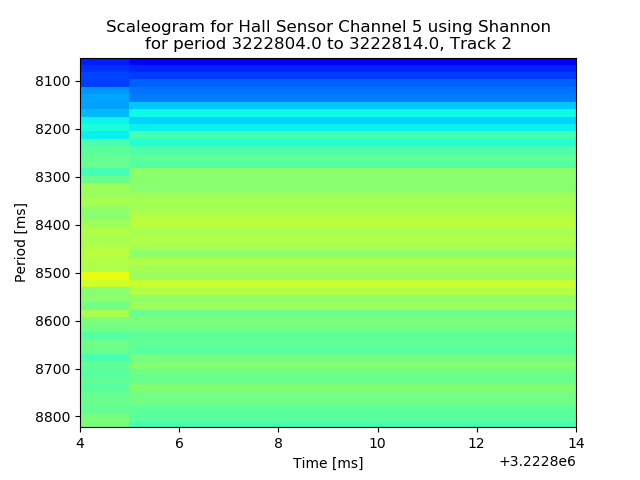 Scaleogram for Hall Sensor Channel 5 using Shannon
for period 3222804.0 to 3222814.0, Track 2
Period [ms]
8100
8200
8300
8400
8500
8600
8700
8800
4 6 8 10 12 14
Time [ms]
+3.2228e6